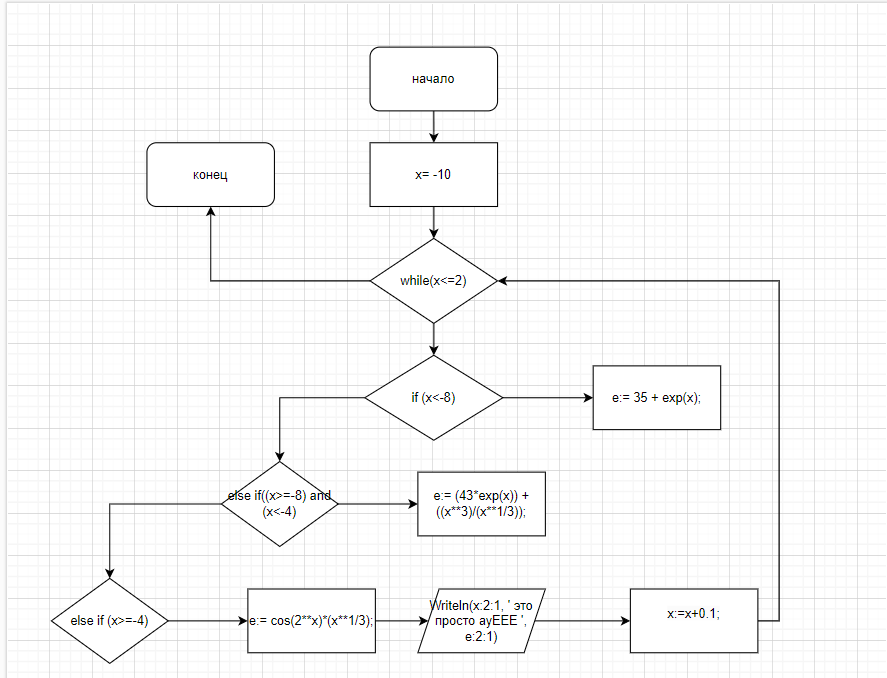 начало
конец
x= -10
while(x<=2)
if (x<-8)
e:= 35 + exp(x);
else if((x>=-8) and
(x<-4)
e:= (43*exp(x)) +
((x**3)/(x**1/3));
else if (x>=-4)
e:= cos(2**x)*(x**1/3);
Writeln(x:2:1, ' это
просто ауЕЕЕ ',
e:2:1)
x:=x+0.1;